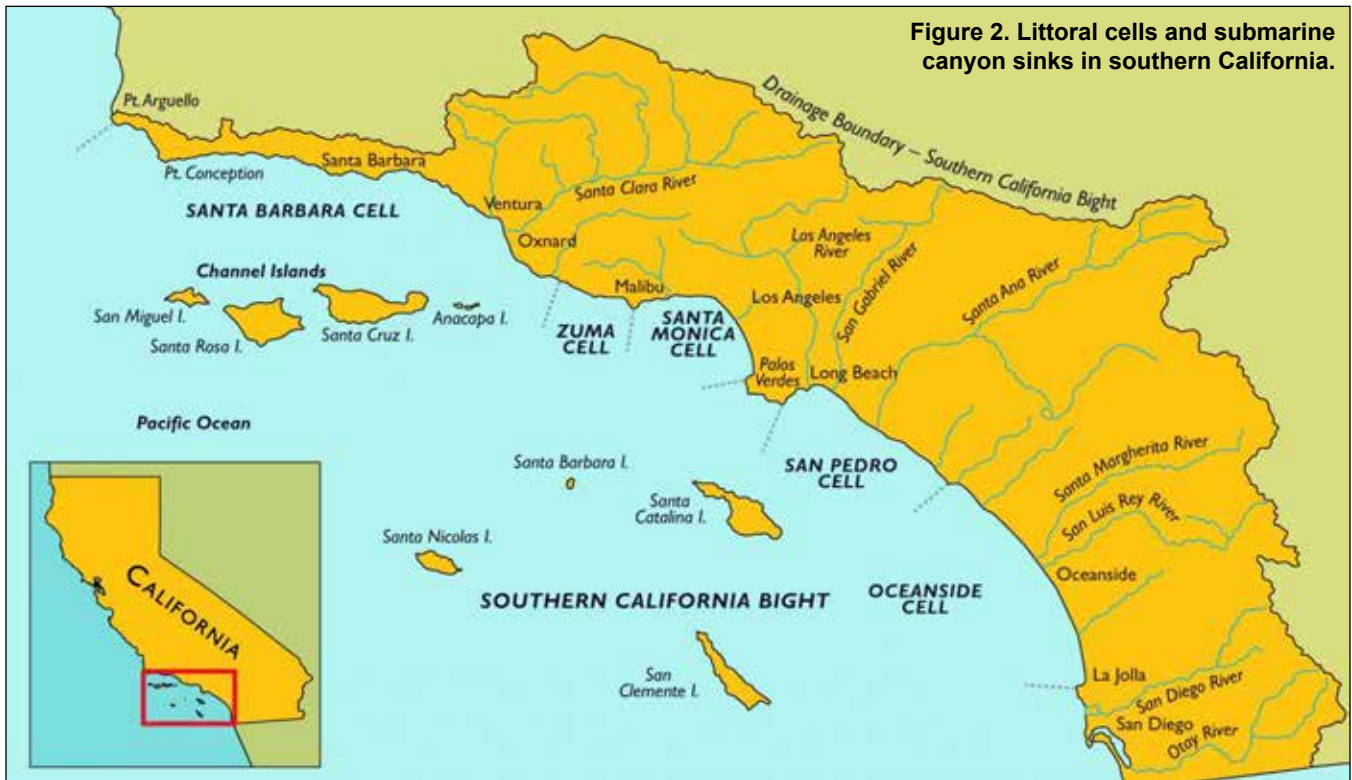 Figure 2. Littoral cells and submarine
canyon sinks in southern California.
Drainage Boundary – Southern California Bight
Pt. Arguello
Pt. Conception
Santa Barbara
SANTA BARBARA CELL
Ventura
Santa Clara River
Oxnard
Channel Islands
San Miguel I.
Santa Rosa I.
Santa Cruz I.
Anacapa I.
Malibu
ZUMA
CELL
SANTA
MONICA
CELL
Los Angeles
River
Los Angeles
San Gabriel River
Santa Ana River
Palos
Verdes
Long Beach
Pacific Ocean
Santa Barbara I.
Santa
Catalina I.
SAN PEDRO
CELL
Santa Margherita River
San Luis Rey River
Santa Nicolas I.
Oceanside
SOUTHERN CALIFORNIA BIGHT
OCEANSIDE
CELL
San
Clemente I.
La Jolla
San Diego River
San Diego
Otay River
CALIFORNIA